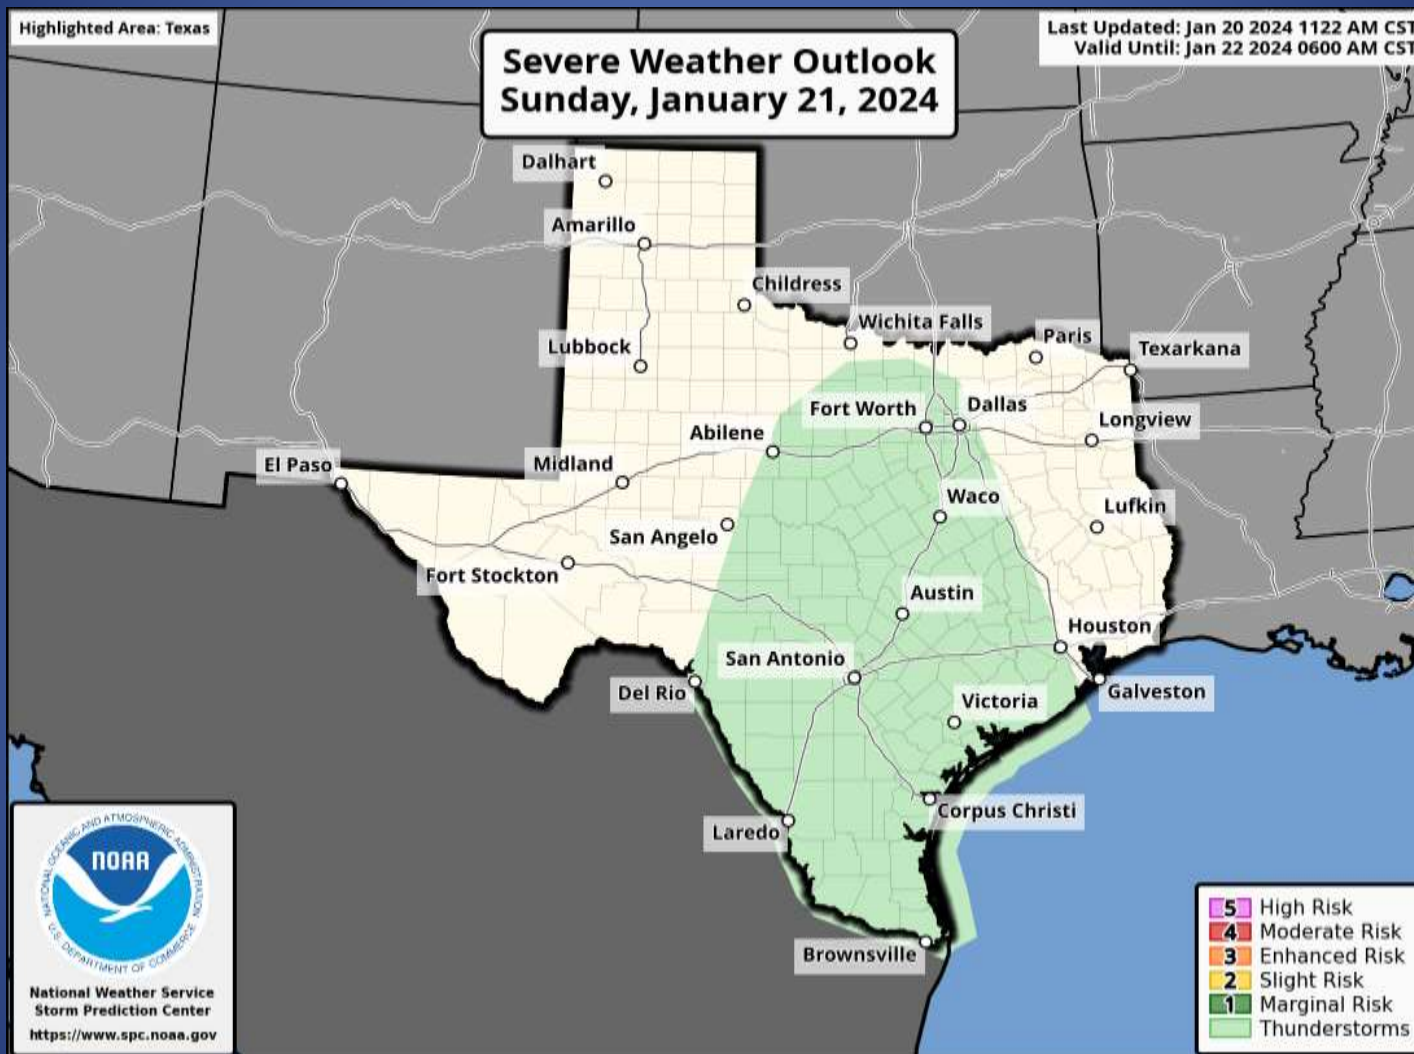 Highlighted Area: Texas
Last Updated: Jan 20 2024 1122 AM CST
Valid Until: Jan 22 2024 0600 AM CST
Severe Weather Outlook
Sunday, January 21, 2024
Dalhart
Amarillo
Childress
Wichita Falls
Paris
Texarkana
Lubbock
Fort Worth
Dallas
Longview
Abilene
El Paso
Midland
Waco
Lufkin
San Angelo
Fort Stockton
Austin
Houston
San Antonio
Del Rio
Galveston
Victoria
Corpus Christi
Laredo
Brownsville
NATIONAL OCEANIC AND ATMOSPHERIC ADMINISTRATION
NOAA
U.S. DEPARTMENT OF COMMERCE
National Weather Service
Storm Prediction Center
https://www.spc.noaa.gov
5 High Risk
4 Moderate Risk
3 Enhanced Risk
2 Slight Risk
1 Marginal Risk
Thunderstorms